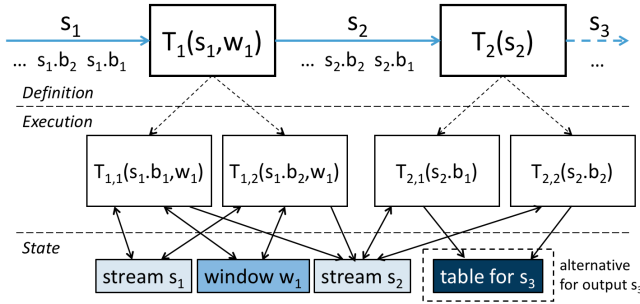 s₁ s₂ s₃
T₁(s₁,w₁) T₂(s₂)
... s₁.b₂ s₁.b₁ ... s₂.b₂ s₂.b₁ ...
Definition
Execution
T₁,₁(s₁.b₁,w₁) T₁,₂(s₁.b₂,w₁) T₂,₁(s₂.b₁) T₂,₂(s₂.b₂)
State
stream s₁ window w₁ stream s₂ table for s₃
alternative
for output s₃